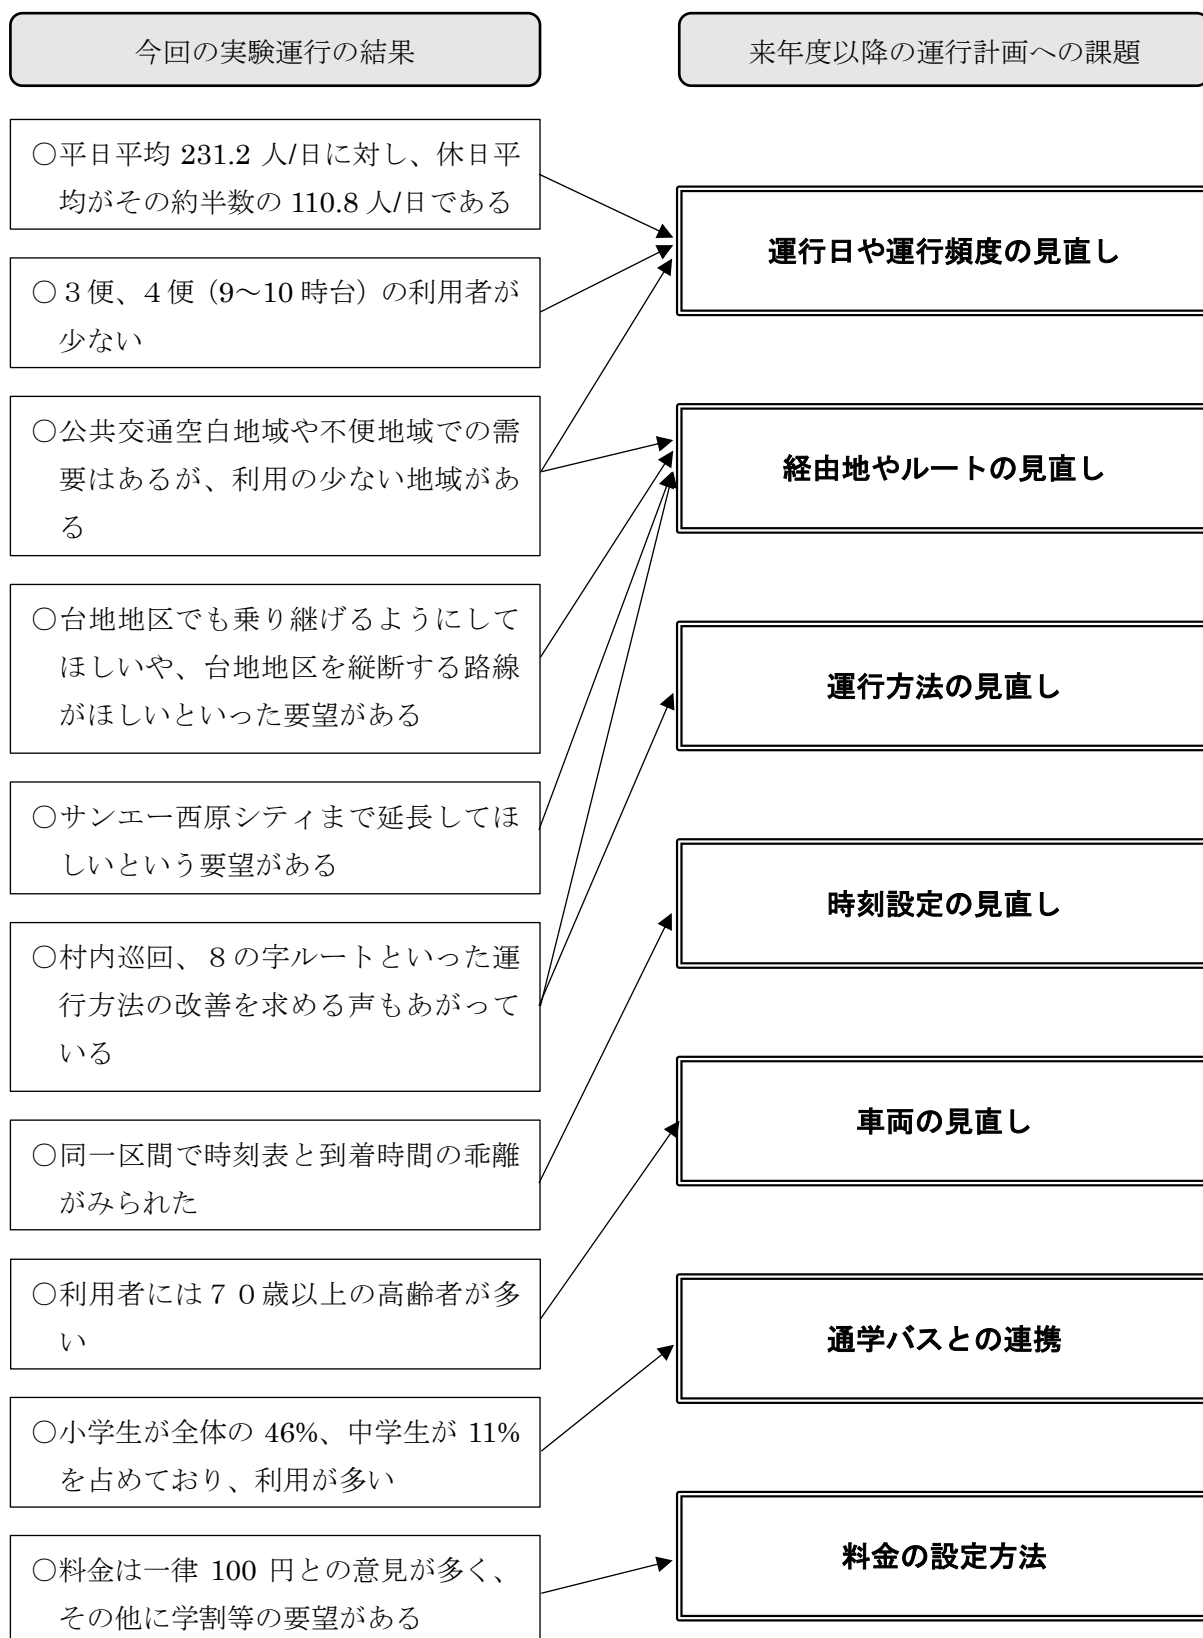 今回の実験運行の結果
来年度以降の運行計画への課題
○平日平均 231.2 人/日に対し、休日平
均がその約半数の 110.8 人/日である
○３便、４便（9～10 時台）の利用者が
少ない
○公共交通空白地域や不便地域での需
要はあるが、利用の少ない地域があ
る
○台地地区でも乗り継げるようにして
ほしいや、台地地区を縦断する路線
がほしいといった要望がある
○サンエー西原シティまで延長してほ
しいという要望がある
○村内巡回、８の字ルートといった運
行方法の改善を求める声もあがって
いる
○同一区間で時刻表と到着時間の乖離
がみられた
○利用者には７０歳以上の高齢者が多
い
○小学生が全体の 46%、中学生が 11%
を占めており、利用が多い
○料金は一律 100 円との意見が多く、
その他に学割等の要望がある
運行日や運行頻度の見直し
経由地やルートの見直し
運行方法の見直し
時刻設定の見直し
車両の見直し
通学バスとの連携
料金の設定方法